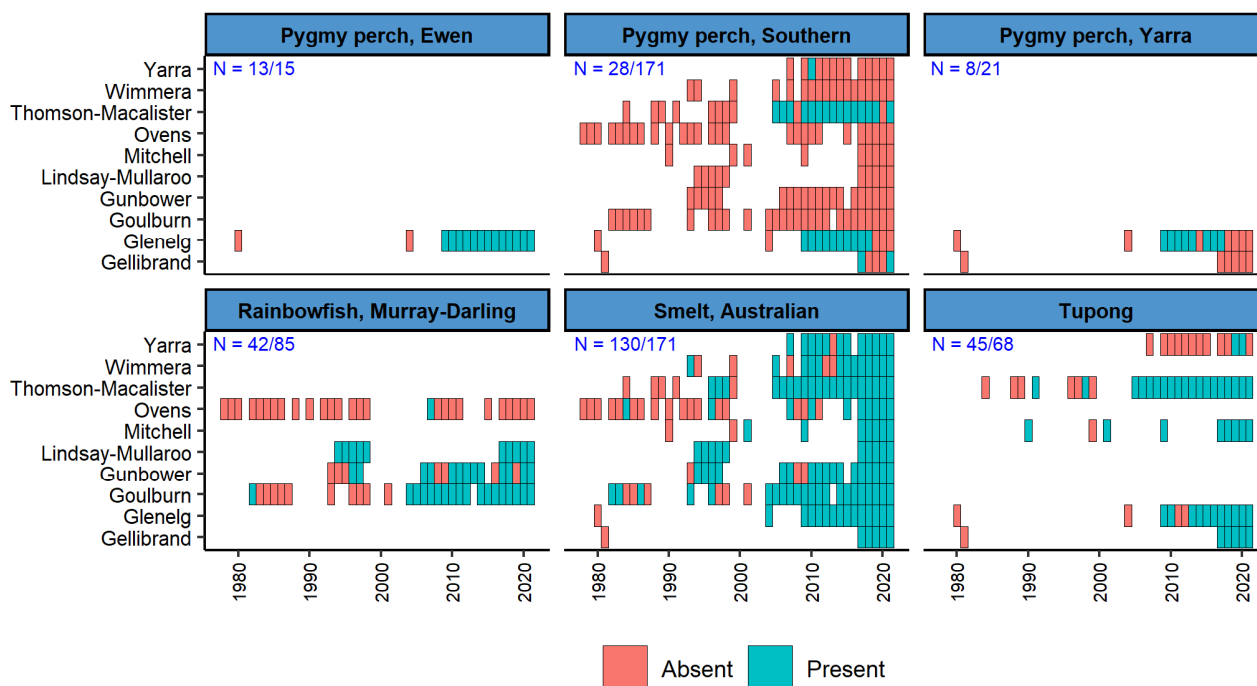 Pygmy perch, Ewen
Pygmy perch, Southern
Pygmy perch, Yarra
N = 13/15
N = 28/171
N = 8/21
Yarra
Wimmera
Thomson-Macalister
Ovens
Mitchell
Lindsay-Mullaroo
Gunbower
Goulburn
Glenelg
Gellibrand
Rainbowfish, Murray-Darling
Smelt, Australian
Tupong
N = 42/85
N = 130/171
N = 45/68
Yarra
Wimmera
Thomson-Macalister
Ovens
Mitchell
Lindsay-Mullaroo
Gunbower
Goulburn
Glenelg
Gellibrand
1980
1990
2000
2010
2020
1980
1990
2000
2010
2020
1980
1990
2000
2010
2020
Absent
Present